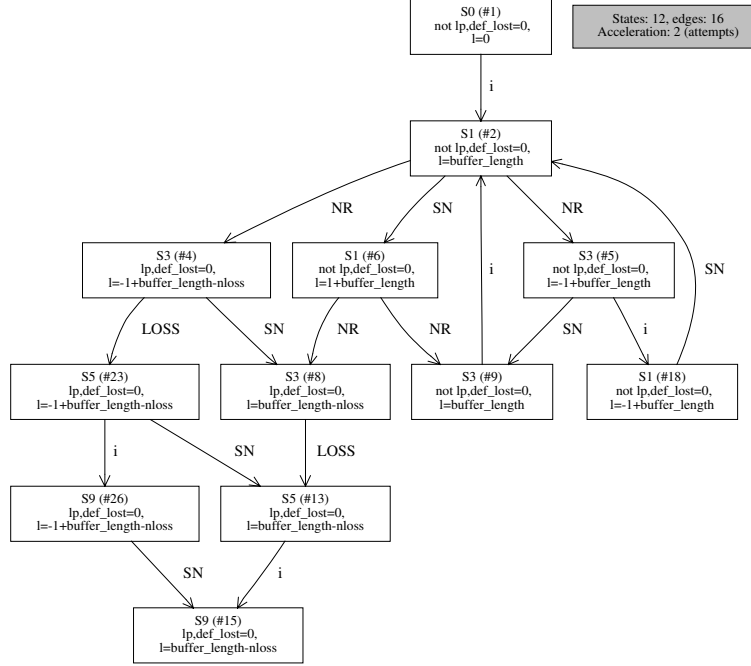 S0 (#1)
not lp,def_lost=0,
l=0
States: 12, edges: 16
Acceleration: 2 (attempts)
i
S1 (#2)
not lp,def_lost=0,
l=buffer_length
NR
SN
NR
S3 (#4)
lp,def_lost=0,
l=-1+buffer_length-nloss
S1 (#6)
not lp,def_lost=0,
l=1+buffer_length
i
S3 (#5)
not lp,def_lost=0,
l=-1+buffer_length
SN
LOSS
SN
NR
NR
SN
i
S5 (#23)
lp,def_lost=0,
l=-1+buffer_length-nloss
S3 (#8)
lp,def_lost=0,
l=buffer_length-nloss
S3 (#9)
not lp,def_lost=0,
l=buffer_length
S1 (#18)
not lp,def_lost=0,
l=-1+buffer_length
i
SN
LOSS
S9 (#26)
lp,def_lost=0,
l=-1+buffer_length-nloss
S5 (#13)
lp,def_lost=0,
l=buffer_length-nloss
SN
i
S9 (#15)
lp,def_lost=0,
l=buffer_length-nloss